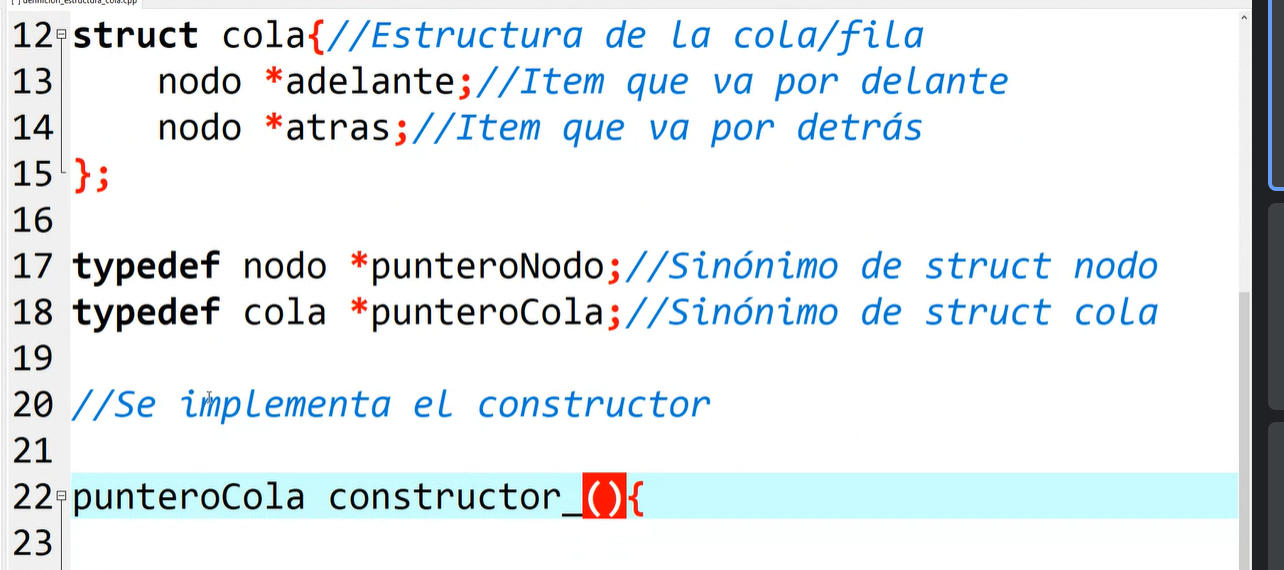 definicion_estructura_cola.cpp
12 struct cola{//Estructura de la cola/fila
13 nodo *adelante;//Item que va por delante
14 nodo *atras;//Item que va por detrás
15 };
16
17 typedef nodo *punteroNodo;//Sinónimo de struct nodo
18 typedef cola *punteroCola;//Sinónimo de struct cola
19
20 //Se implementa el constructor
21
22 punteroCola constructor_(){
23